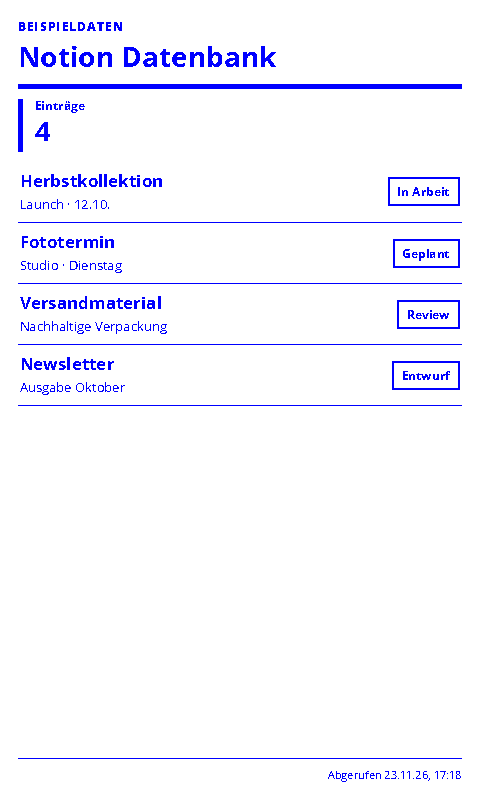 BEISPIELDATEN
Notion Datenbank
Einträge
4
Herbstkollektion
Launch · 12.10.
In Arbeit
Fototermin
Studio · Dienstag
Geplant
Versandmaterial
Nachhaltige Verpackung
Review
Newsletter
Ausgabe Oktober
Entwurf
Abgerufen 23.11.26, 17:18